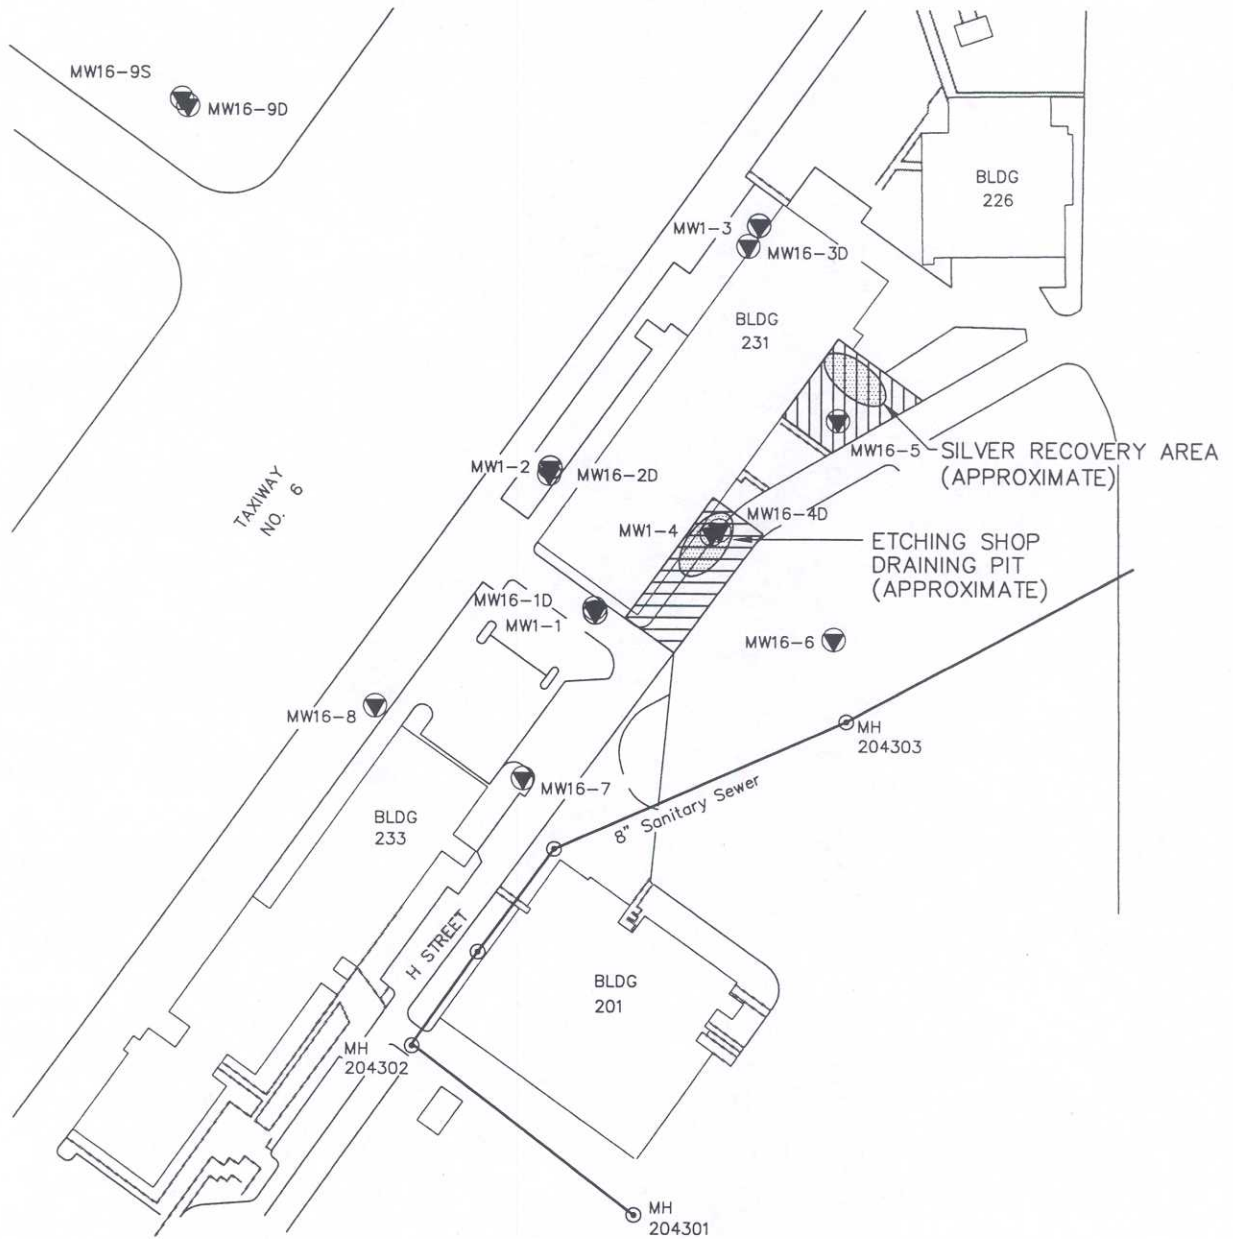 MW16-9S
MW16-9D
BLDG
226
MW1-3
MW16-3D
BLDG
231
MW16-5
SILVER RECOVERY AREA
(APPROXIMATE)
MW1-2
MW16-2D
TAXIWAY
NO. 6
MW16-4D
MW1-4
ETCHING SHOP
DRAINING PIT
(APPROXIMATE)
MW16-1D
MW1-1
MW16-6
MW16-8
MH
204303
MW16-7
8" Sanitary Sewer
BLDG
233
H STREET
BLDG
201
MH
204302
MH
204301